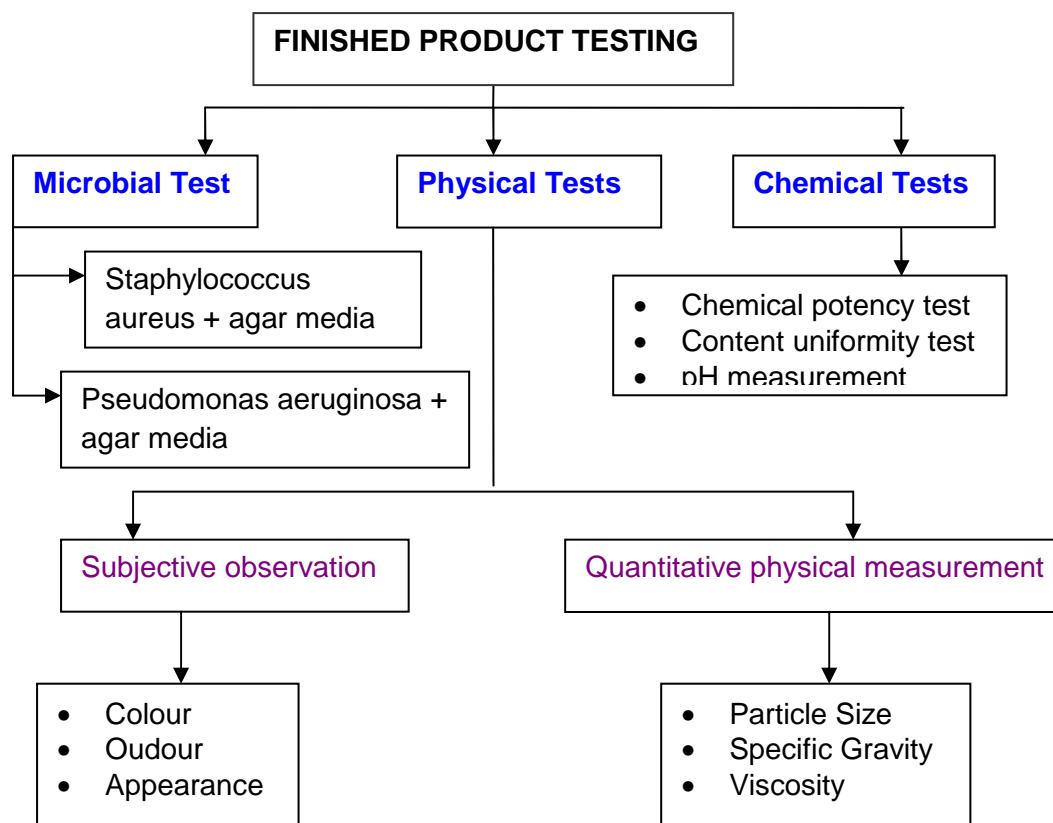 FINISHED PRODUCT TESTING
Microbial Test
Physical Tests
Chemical Tests
Staphylococcus
aureus + agar media
• Chemical potency test
• Content uniformity test
• pH measurement
Pseudomonas aeruginosa +
agar media
Subjective observation
Quantitative physical measurement
• Colour
• Oudour
• Appearance
• Particle Size
• Specific Gravity
• Viscosity